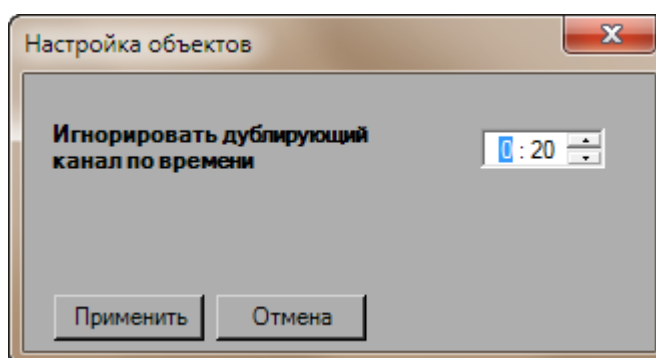 Настройка объектов
Игнорировать дублирующий
канал по времени
0 : 20
Применить
Отмена